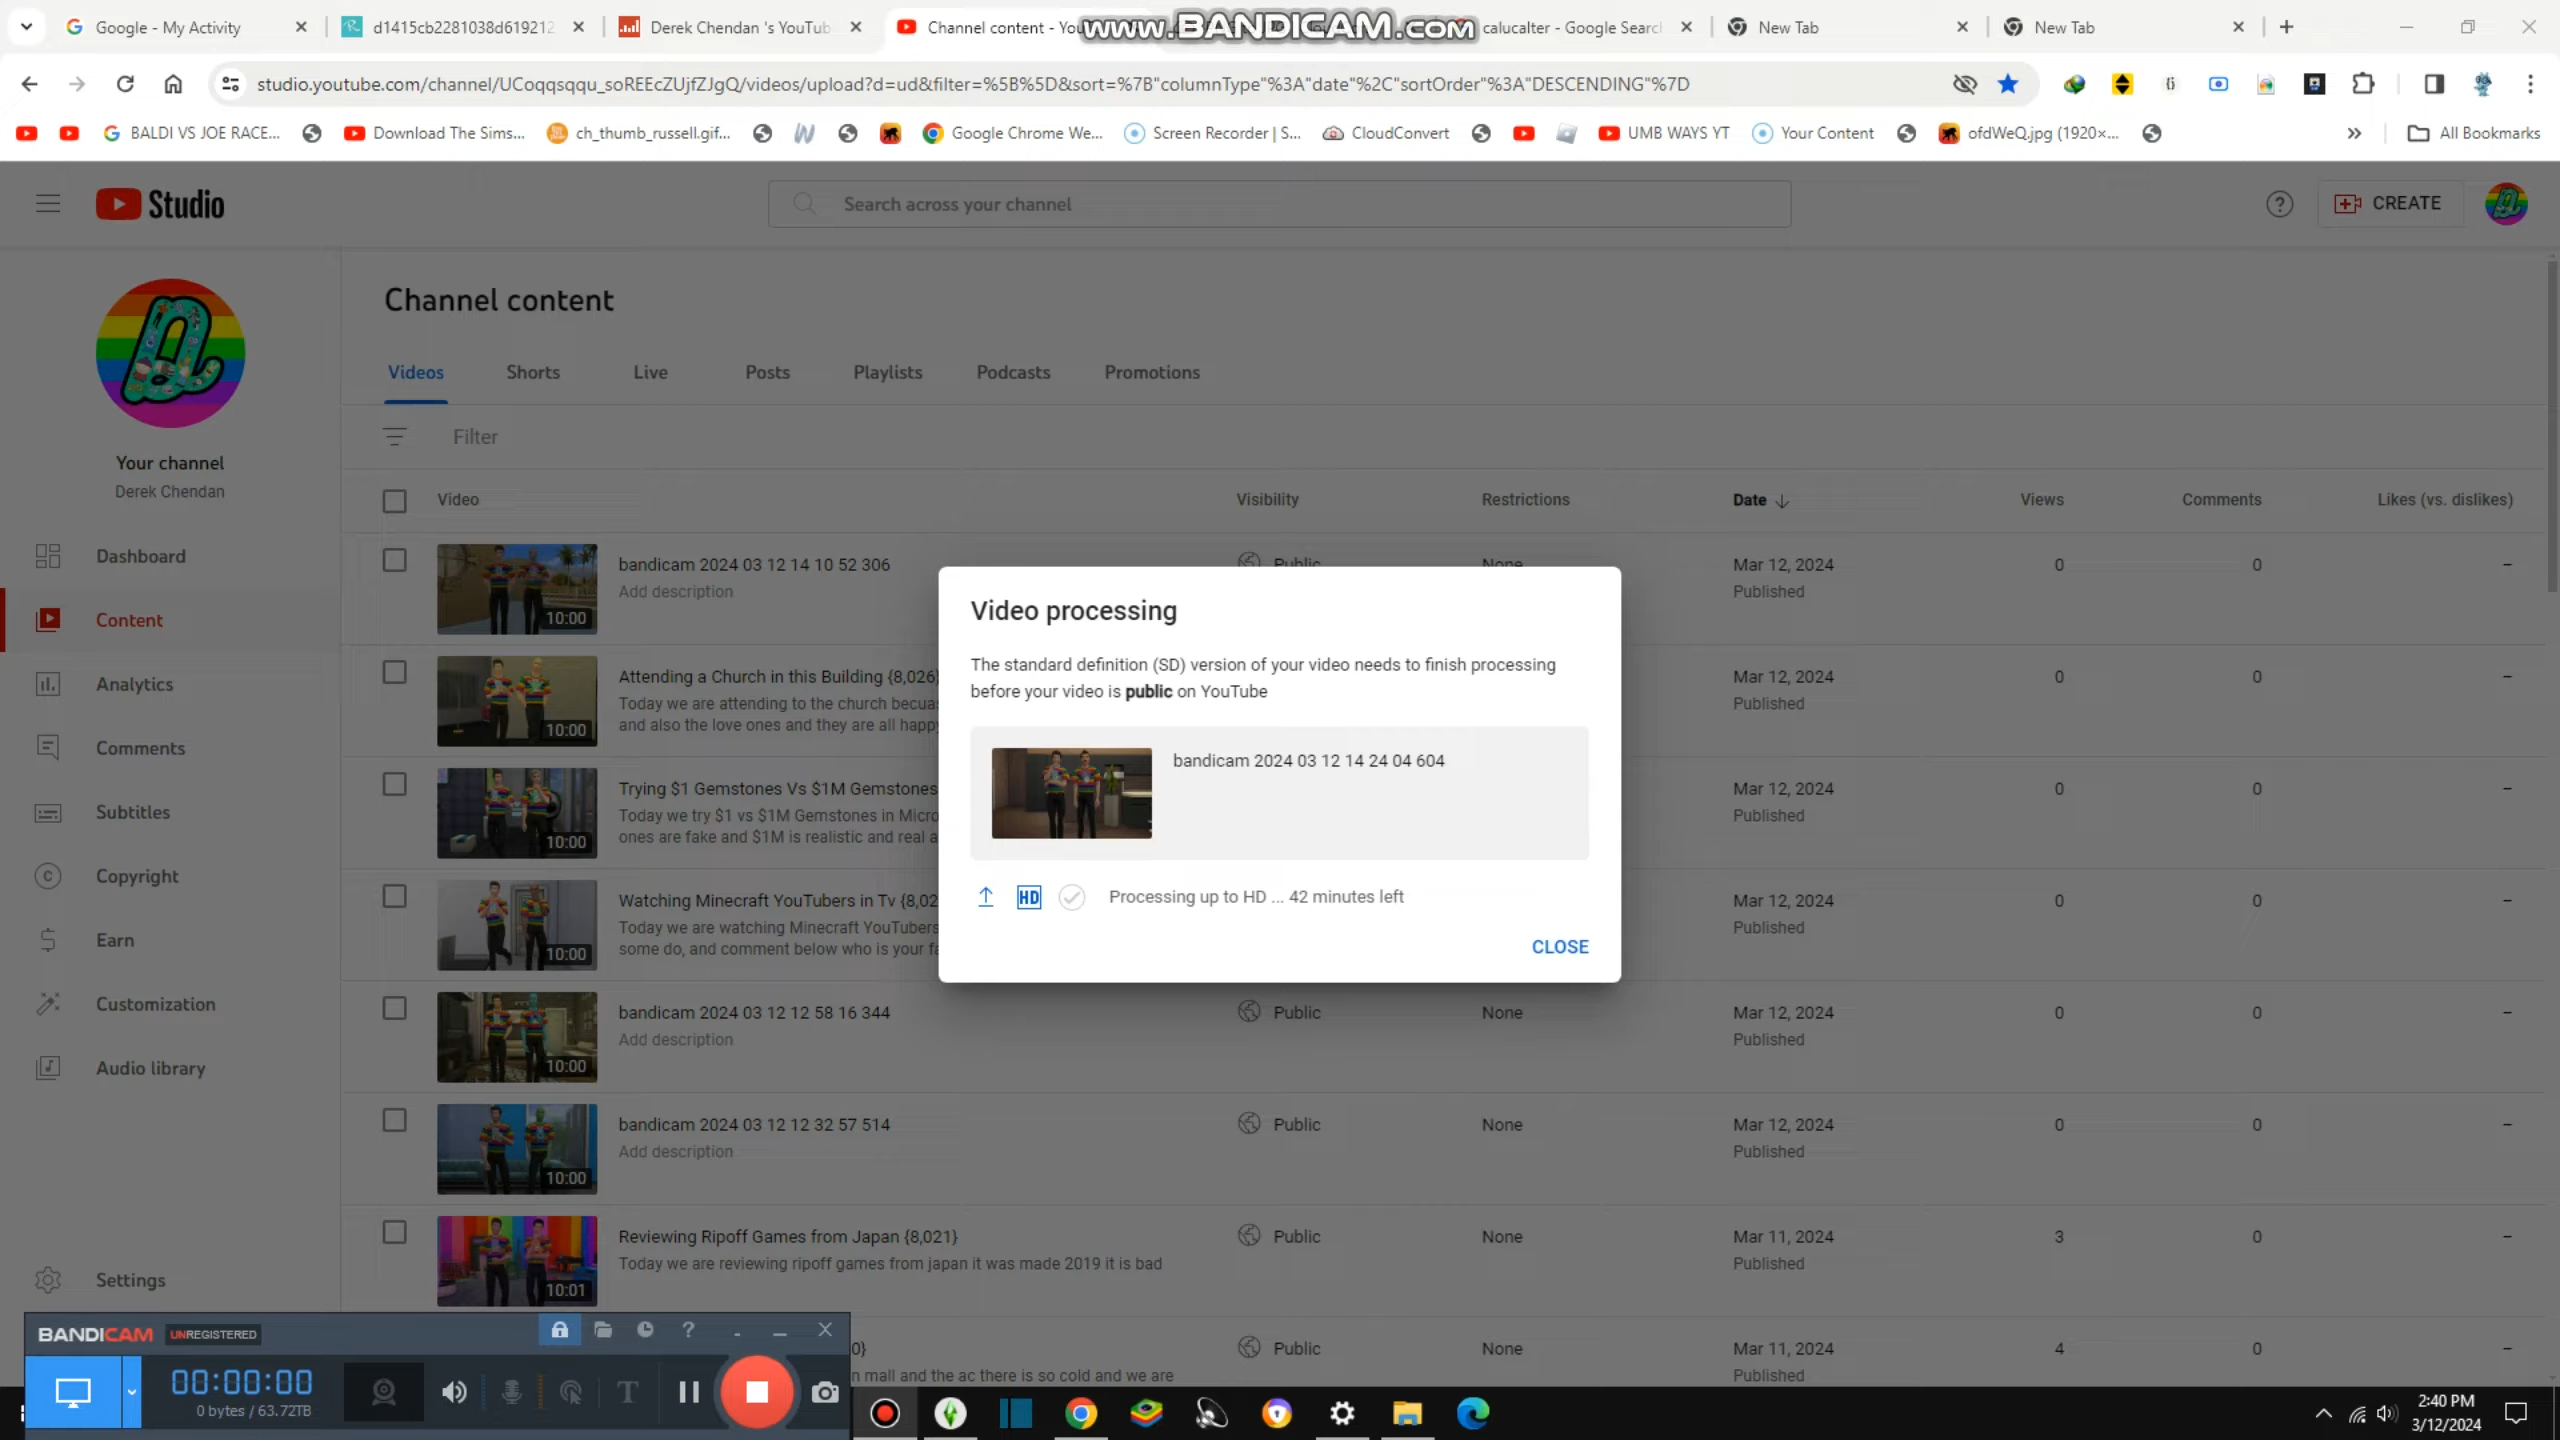 Google - My Activity
d1415cb2281038d619212
Derek Chendan 's YouTub
Channel content - You
www.BANDICAM.com
calucalter - Google Searc
New Tab
New Tab
studio.youtube.com/channel/UCoqqsqqu_soREEcZUjfZJgQ/videos/upload?d=ud&filter=%5B%5D&sort=%7B"columnType"%3A"date"%2C"sortOrder"%3A"DESCENDING"%7D
BALDI VS JOE RACE...
Download The Sims...
ch_thumb_russell.gif...
Google Chrome We...
Screen Recorder | S...
CloudConvert
UMB WAYS YT
Your Content
ofdWeQ.jpg (1920×...
All Bookmarks
Studio
Search across your channel
CREATE
Your channel
Derek Chendan
Dashboard
Content
Analytics
Comments
Subtitles
Copyright
Earn
Customization
Audio library
Settings
Channel content
Videos Shorts Live Posts Playlists Podcasts Promotions
Filter
Video Visibility Restrictions Date Views Comments Likes (vs. dislikes)
bandicam 2024 03 12 14 10 52 306 Public None Mar 12, 2024 0 0 –
Add description Published
10:00
Attending a Church in this Building {8,026} Mar 12, 2024 0 0 –
Today we are attending to the church becuas Published
and also the love ones and they are all happy
10:00
Trying $1 Gemstones Vs $1M Gemstones Mar 12, 2024 0 0 –
Today we try $1 vs $1M Gemstones in Micro Published
ones are fake and $1M is realistic and real a
10:00
Watching Minecraft YouTubers in Tv {8,02 Mar 12, 2024 0 0 –
Today we are watching Minecraft YouTubers Published
some do, and comment below who is your fa
10:00
bandicam 2024 03 12 12 58 16 344 Public None Mar 12, 2024 0 0 –
Add description Published
10:00
bandicam 2024 03 12 12 32 57 514 Public None Mar 12, 2024 0 0 –
Add description Published
10:00
Reviewing Ripoff Games from Japan {8,021} Public None Mar 11, 2024 3 0 –
Today we are reviewing ripoff games from japan it was made 2019 it is bad Published
10:01
0} Public None Mar 11, 2024 4 0 –
n mall and the ac there is so cold and we are Published
Video processing
The standard definition (SD) version of your video needs to finish processing
before your video is public on YouTube
bandicam 2024 03 12 14 24 04 604
HD Processing up to HD ... 42 minutes left
CLOSE
BANDICAM UNREGISTERED
00:00:00
0 bytes / 63.72TB
2:40 PM
3/12/2024